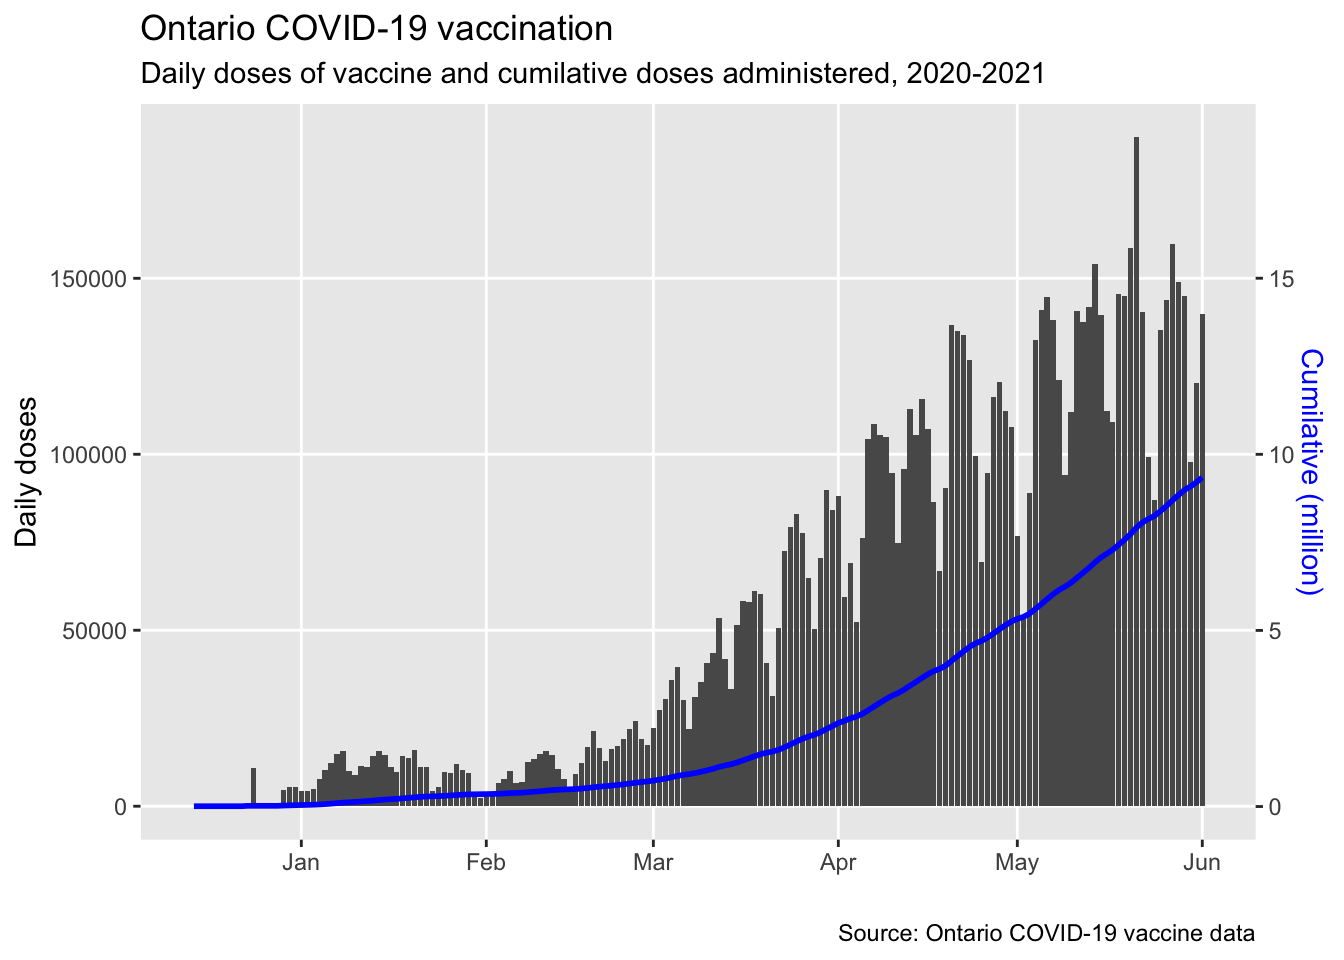 Ontario COVID-19 vaccination
Daily doses of vaccine and cumilative doses administered, 2020-2021
Daily doses
150000
100000
50000
0
15
10
5
0
Cumilative (million)
Jan
Feb
Mar
Apr
May
Jun
Source: Ontario COVID-19 vaccine data